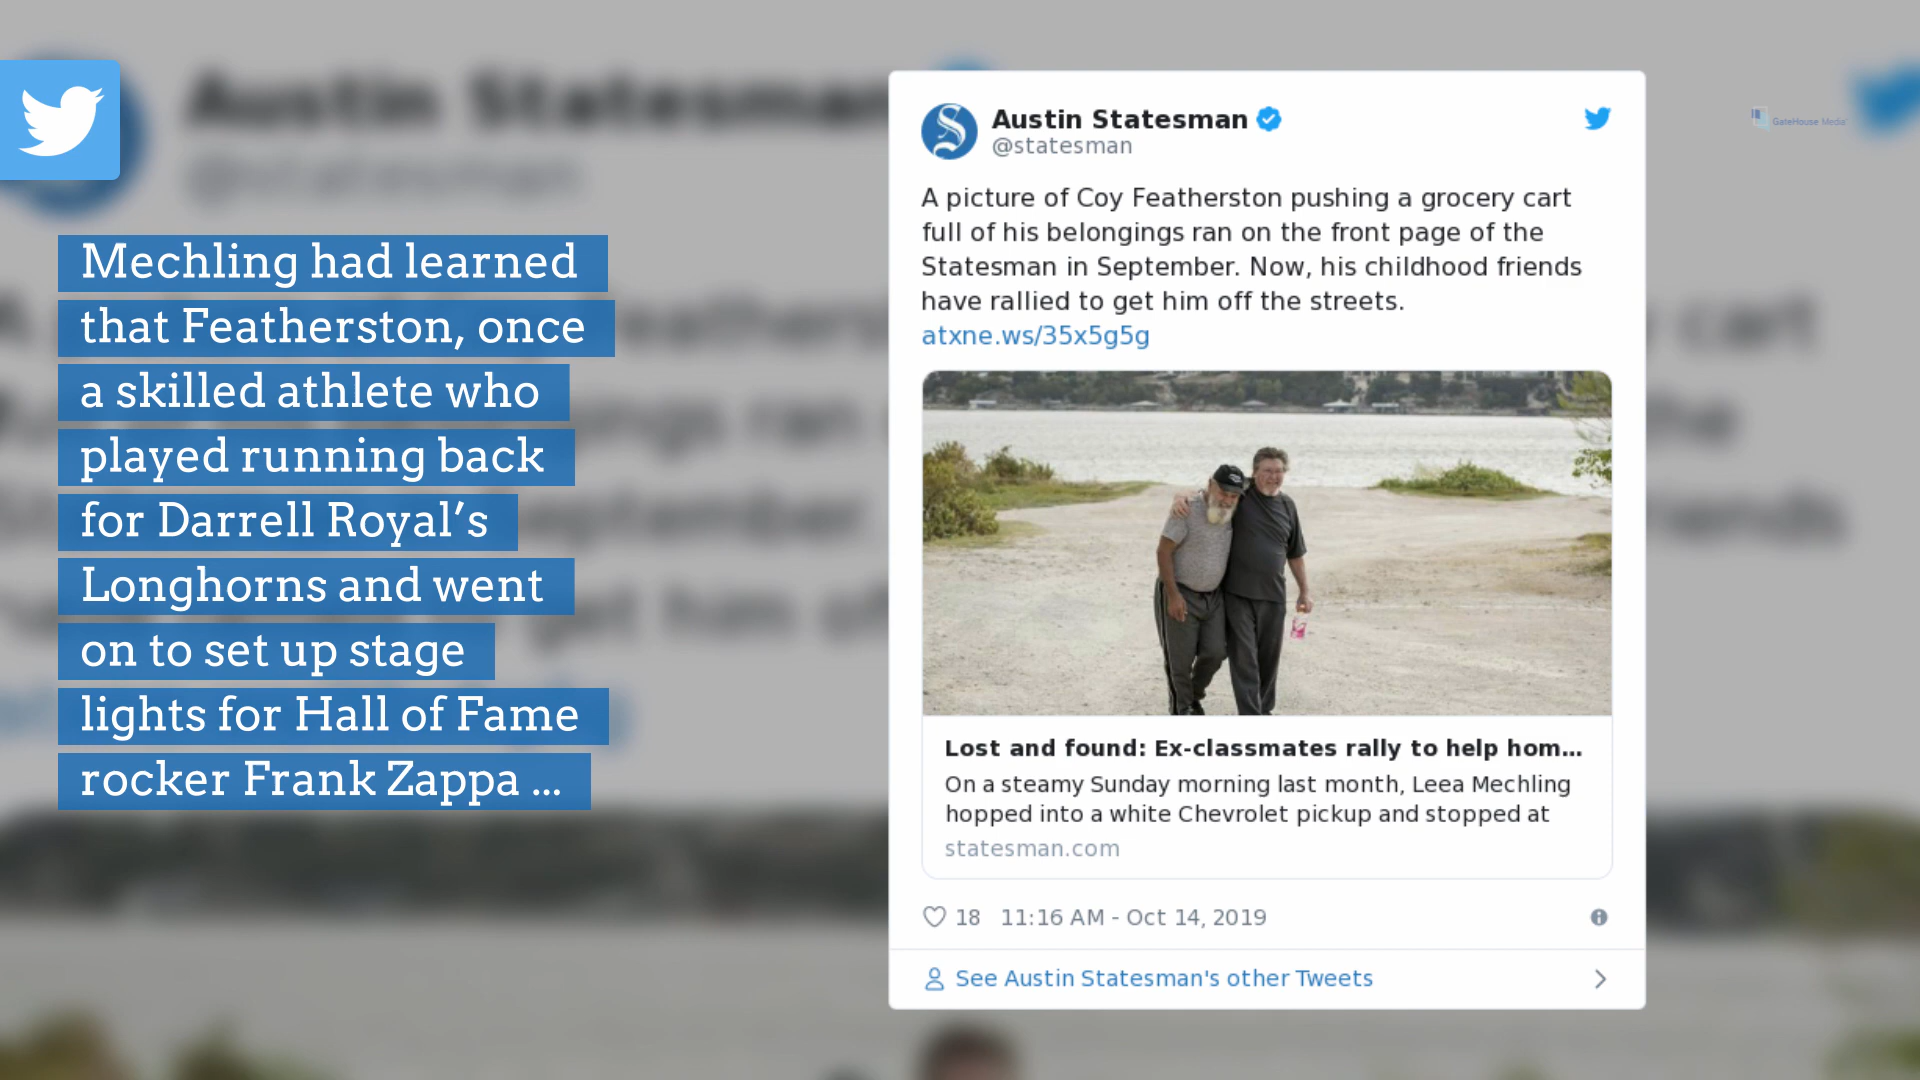 Mechling had learned
that Featherston, once
a skilled athlete who
played running back
for Darrell Royal’s
Longhorns and went
on to set up stage
lights for Hall of Fame
rocker Frank Zappa ...
Austin Statesman
@statesman
A picture of Coy Featherston pushing a grocery cart
full of his belongings ran on the front page of the
Statesman in September. Now, his childhood friends
have rallied to get him off the streets.
atxne.ws/35x5g5g
Lost and found: Ex-classmates rally to help hom...
On a steamy Sunday morning last month, Leea Mechling
hopped into a white Chevrolet pickup and stopped at
statesman.com
18 11:16 AM - Oct 14, 2019
See Austin Statesman's other Tweets
GateHouse Media